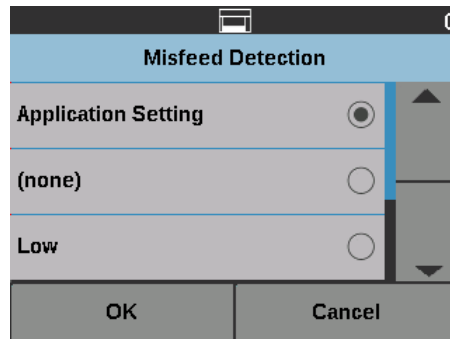 Misfeed Detection
Application Setting
(none)
Low
OK
Cancel